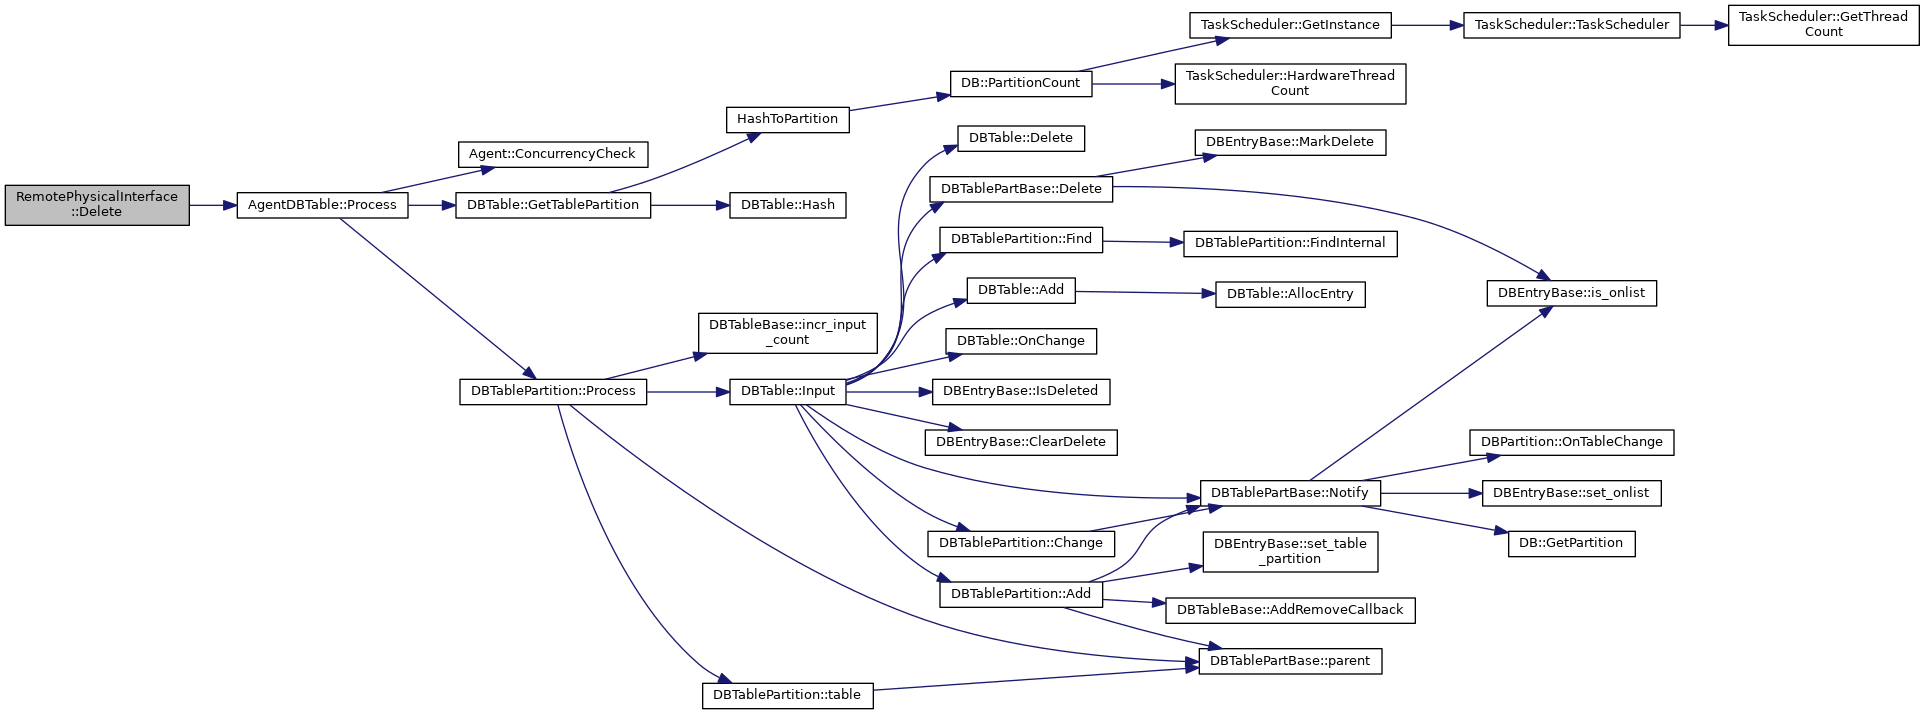 TaskScheduler::GetInstance
TaskScheduler::TaskScheduler
TaskScheduler::GetThread
Count
DB::PartitionCount
TaskScheduler::HardwareThread
Count
HashToPartition
DBTable::Delete
DBEntryBase::MarkDelete
Agent::ConcurrencyCheck
DBTablePartBase::Delete
RemotePhysicalInterface
::Delete
AgentDBTable::Process
DBTable::GetTablePartition
DBTable::Hash
DBTablePartition::Find
DBTablePartition::FindInternal
DBTable::Add
DBTable::AllocEntry
DBEntryBase::is_onlist
DBTableBase::incr_input
_count
DBTable::OnChange
DBTablePartition::Process
DBTable::Input
DBEntryBase::IsDeleted
DBEntryBase::ClearDelete
DBPartition::OnTableChange
DBTablePartBase::Notify
DBEntryBase::set_onlist
DBTablePartition::Change
DB::GetPartition
DBEntryBase::set_table
_partition
DBTablePartition::Add
DBTableBase::AddRemoveCallback
DBTablePartBase::parent
DBTablePartition::table